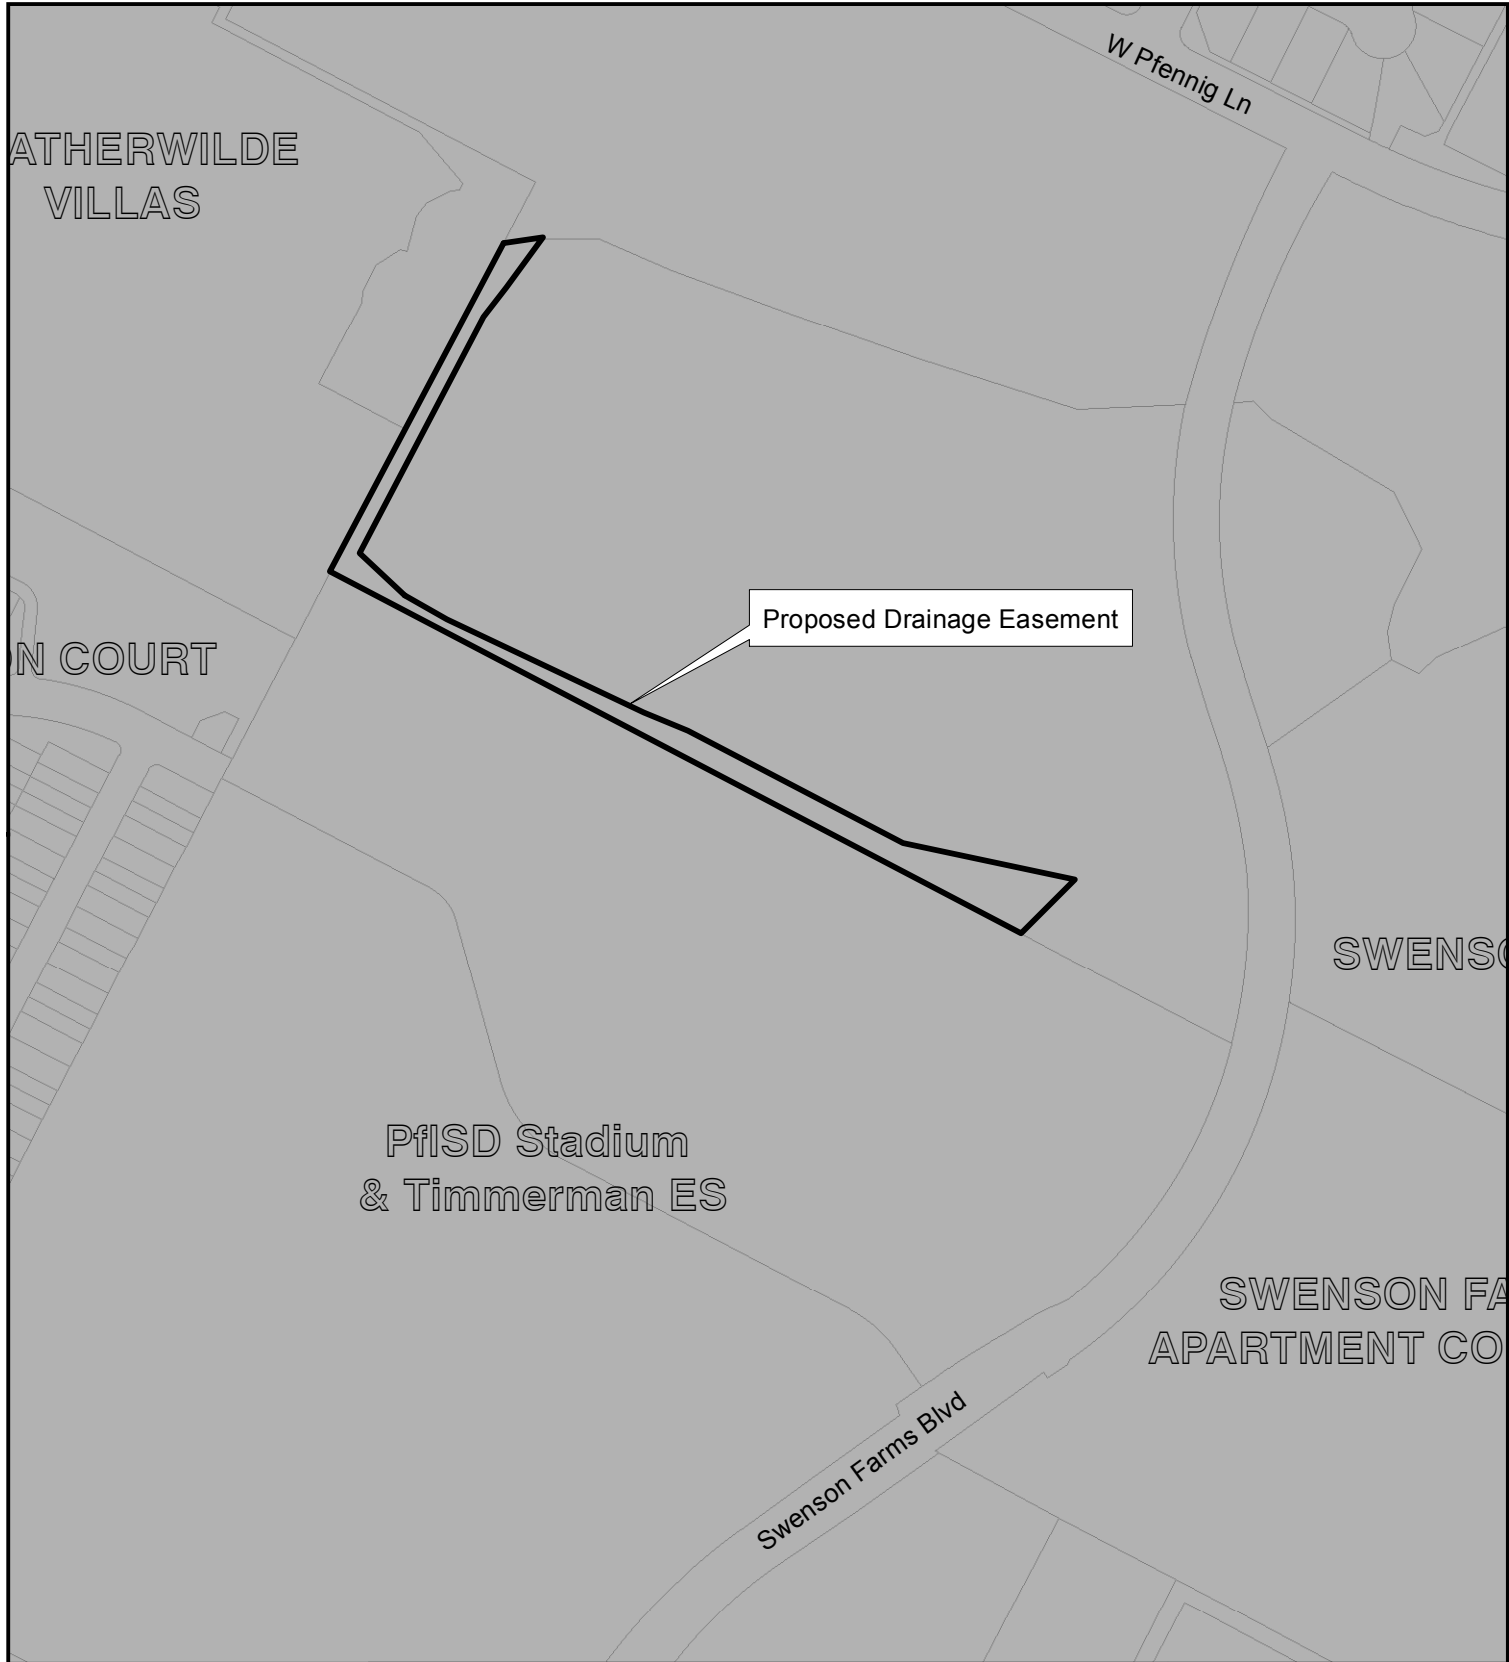 W Pfennig Ln
ATHERWILDE
VILLAS
Proposed Drainage Easement
N COURT
SWENSO
PfISD Stadium
& Timmerman ES
SWENSON FA
APARTMENT CO
Swenson Farms Blvd